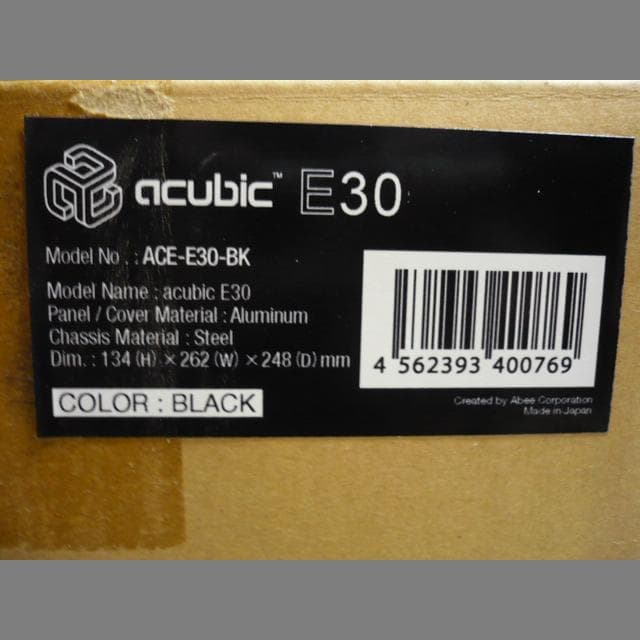 acubic™ E30
Model No. : ACE-E30-BK
Model Name : acubic E30
Panel / Cover Material : Aluminum
Chassis Material : Steel
Dim. : 134 (H) × 262 (W) × 248 (D) mm
COLOR : BLACK
4 562393 400769
Created by Abee Corporation
Made in Japan